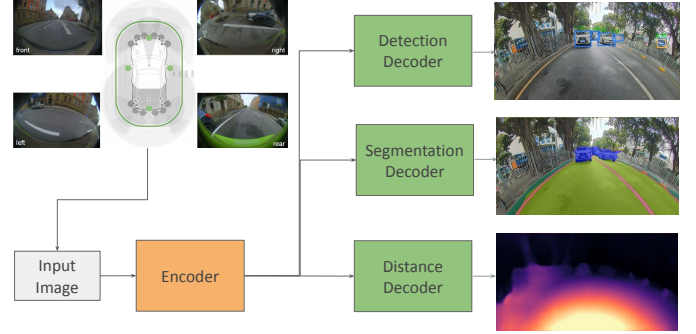 front
right
left
rear
Detection
Decoder
Segmentation
Decoder
Input
Image
Encoder
Distance
Decoder